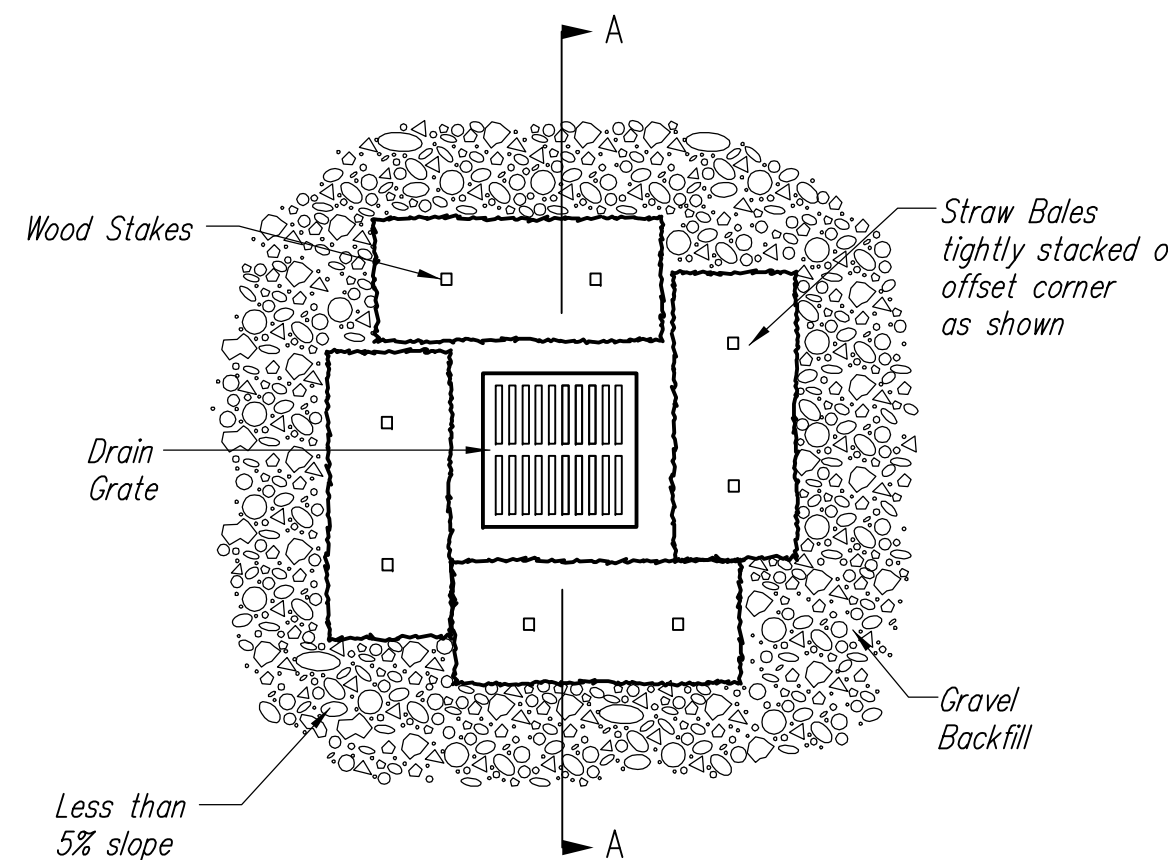 A
Wood Stakes
Straw Bales
tightly stacked o
offset corner
as shown
Drain
Grate
Gravel
Backfill
Less than
5% slope
A